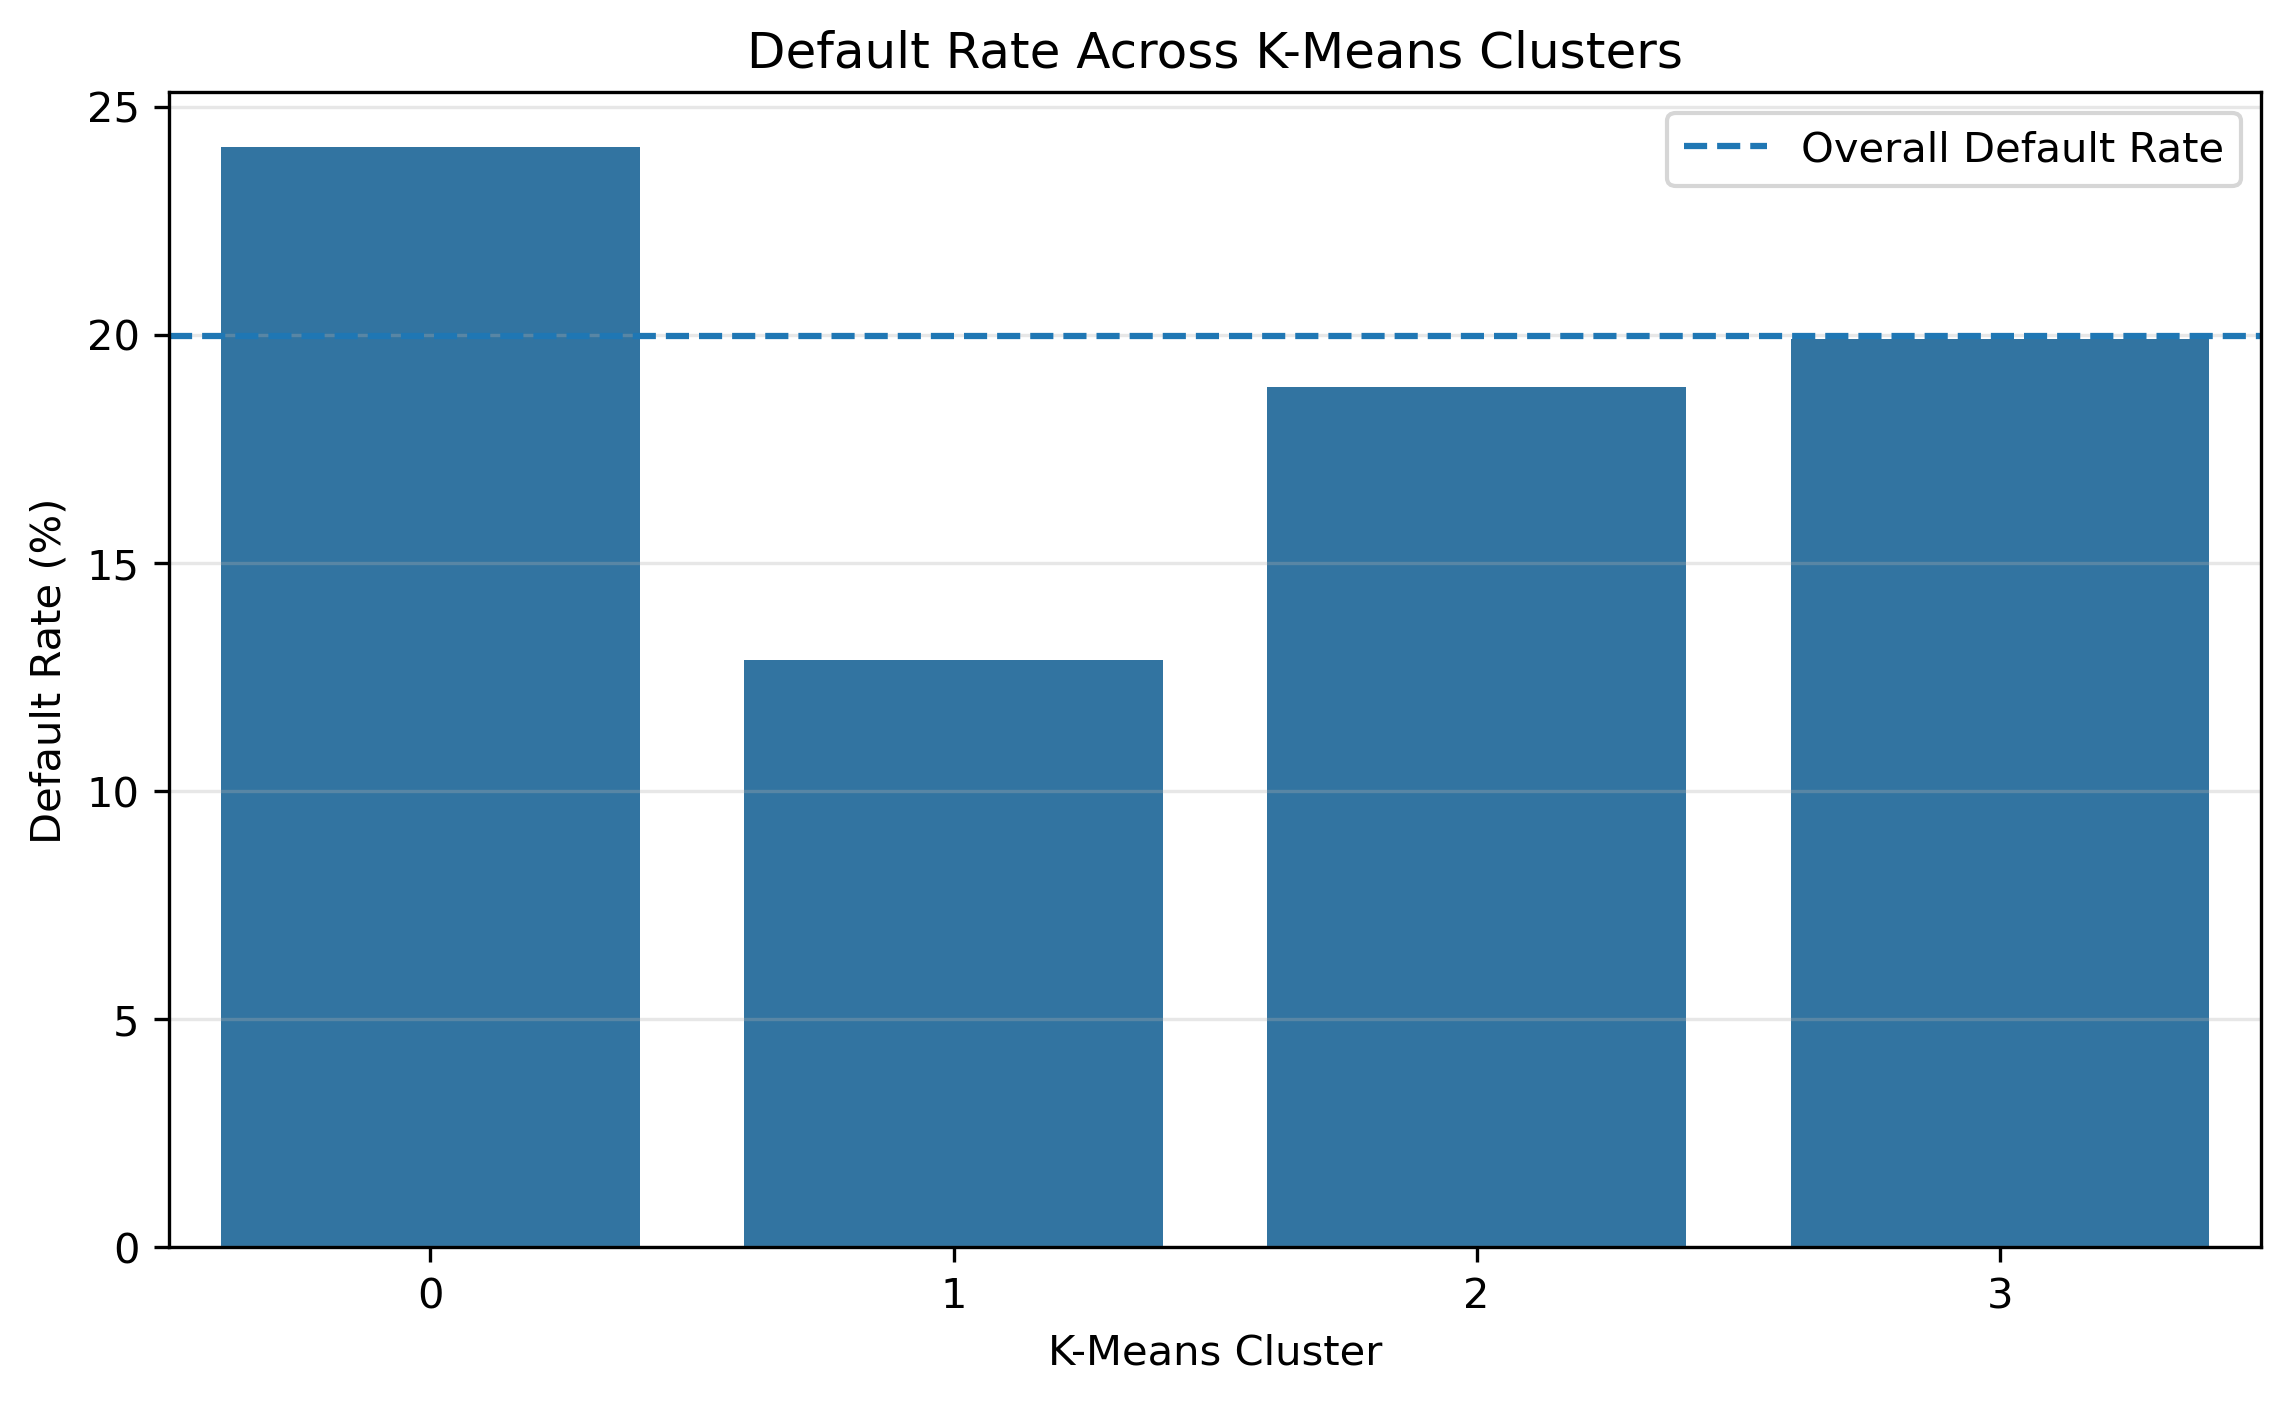 Default Rate Across K-Means Clusters
Overall Default Rate
Default Rate (%)
25
20
15
10
5
0
0 1 2 3
K-Means Cluster